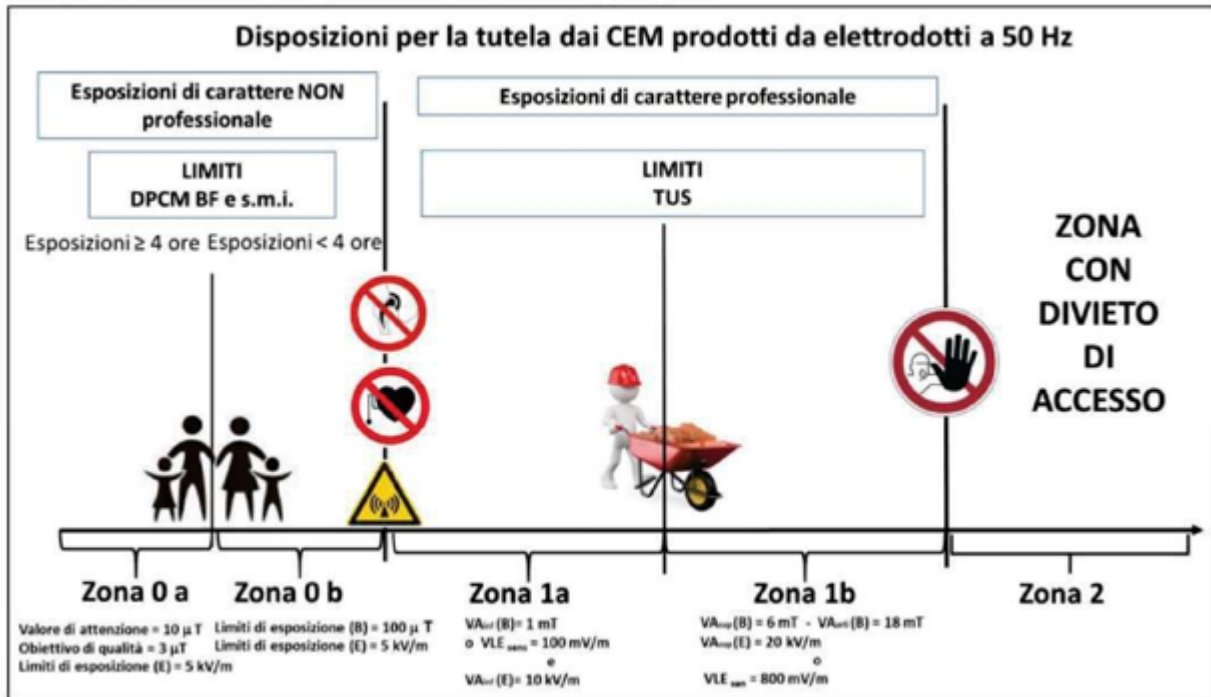 Disposizioni per la tutela dai CEM prodotti da elettrodotti a 50 Hz
Esposizioni di carattere NON
professionale
Esposizioni di carattere professionale
LIMITI
DPCM BF e s.m.i.
LIMITI
TUS
Esposizioni ≥ 4 ore
Esposizioni < 4 ore
ZONA
CON
DIVIETO
DI
ACCESSO
Zona 0 a
Valore di attenzione = 10 μ T
Obiettivo di qualità = 3 μT
Limiti di esposizione (E) = 5 kV/m
Zona 0 b
Limiti di esposizione (B) = 100 μ T
Limiti di esposizione (E) = 5 kV/m
Zona 1a
VAinf (B)= 1 mT
o VLE sens = 100 mV/m
e
VAinf (E)= 10 kV/m
Zona 1b
VAsup (B) = 6 mT - VAarti (B) = 18 mT
VAsup (E) = 20 kV/m
o
VLE san = 800 mV/m
Zona 2